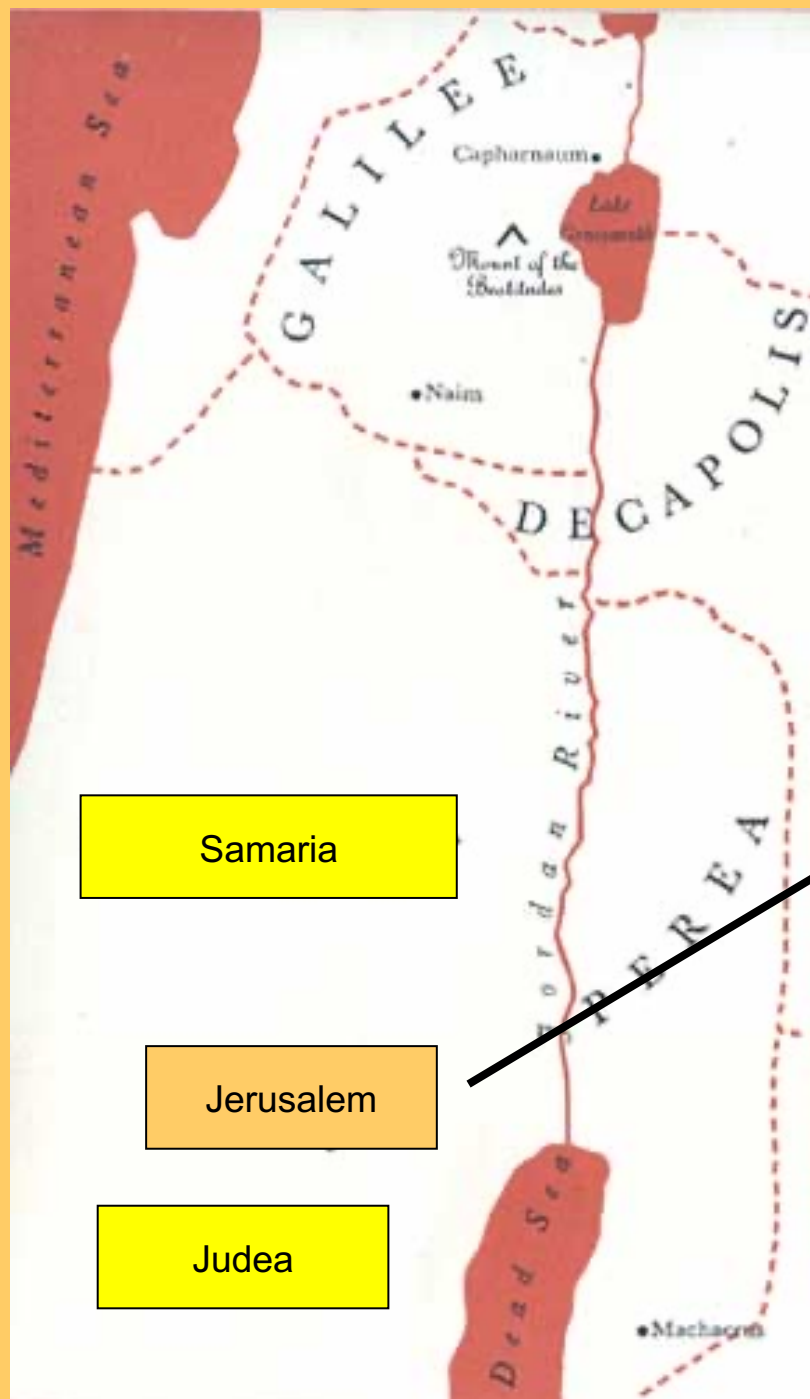 Mediterranean Sea
GALILEE
Capharnaum
Lake
Genesareth
Mount of the
Beatitudes
Naim
DECAPOLIS
Jordan River
Samaria
PEREA
Jerusalem
Dead Sea
Judea
Machaerus